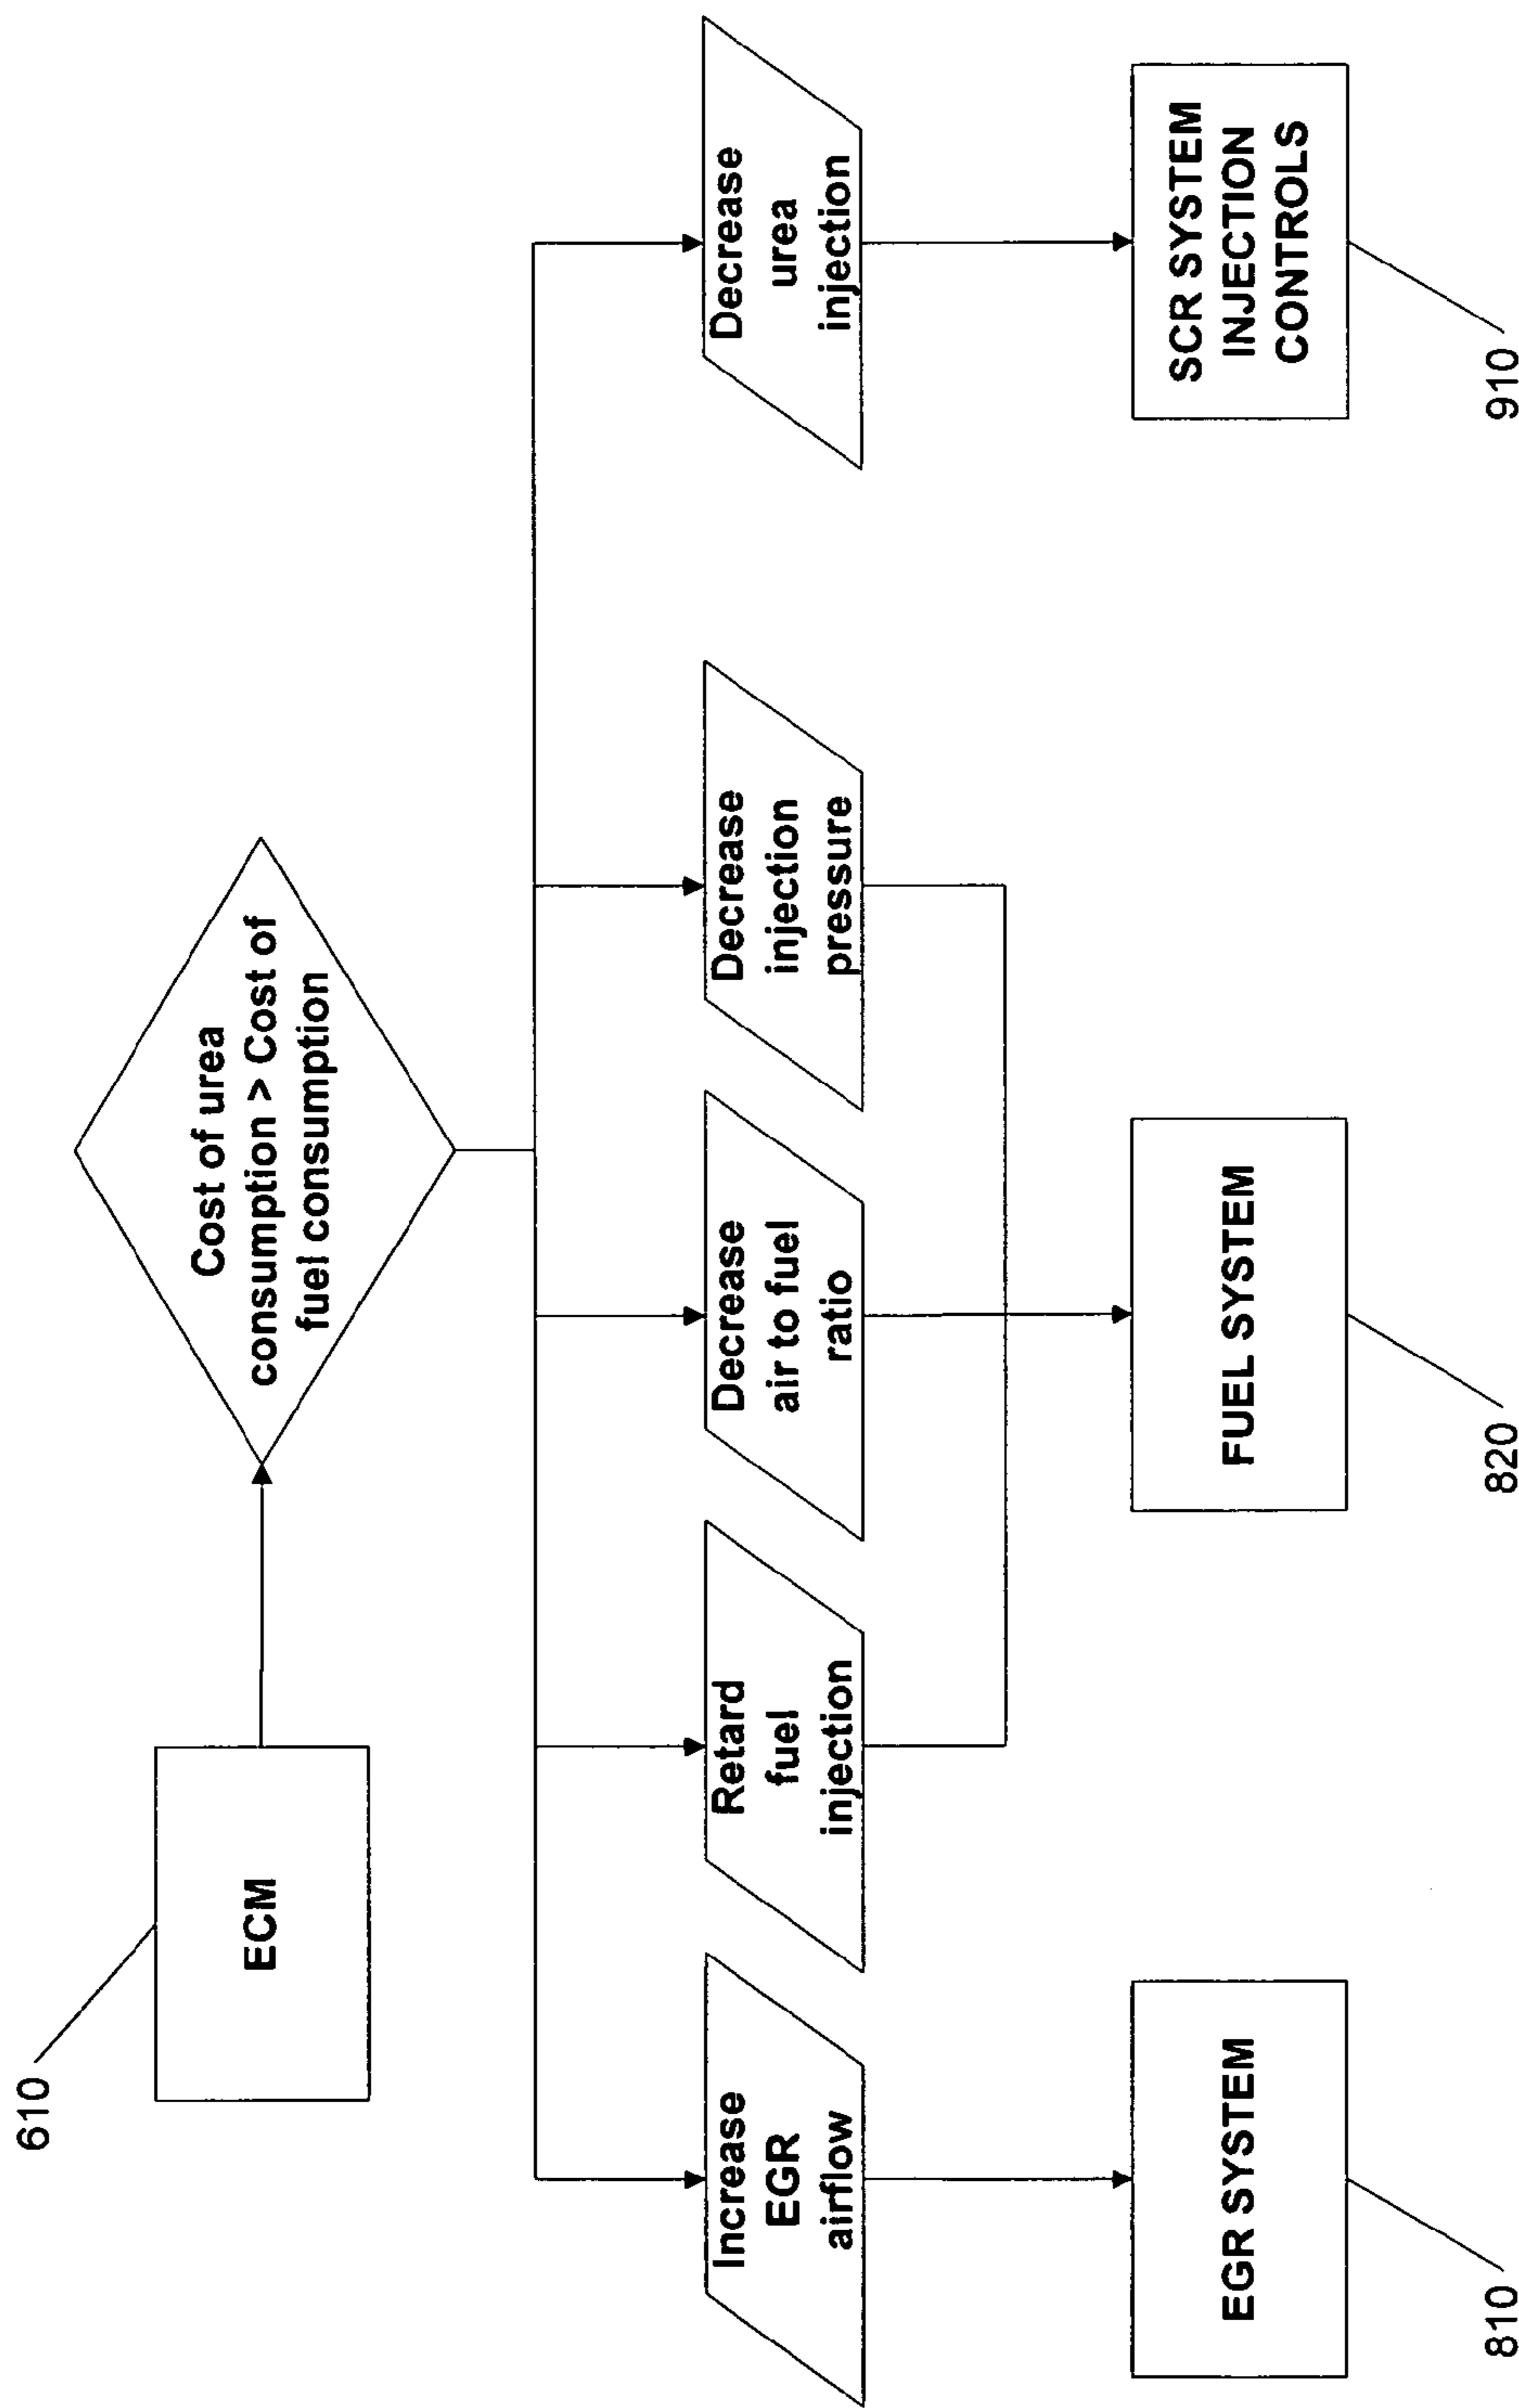 610
ECM
Cost of urea
consumption > Cost of
fuel consumption
Increase
EGR
airflow
Retard
fuel
injection
Decrease
air to fuel
ratio
Decrease
injection
pressure
Decrease
urea
injection
EGR SYSTEM
FUEL SYSTEM
SCR SYSTEM
INJECTION
CONTROLS
810
820
910